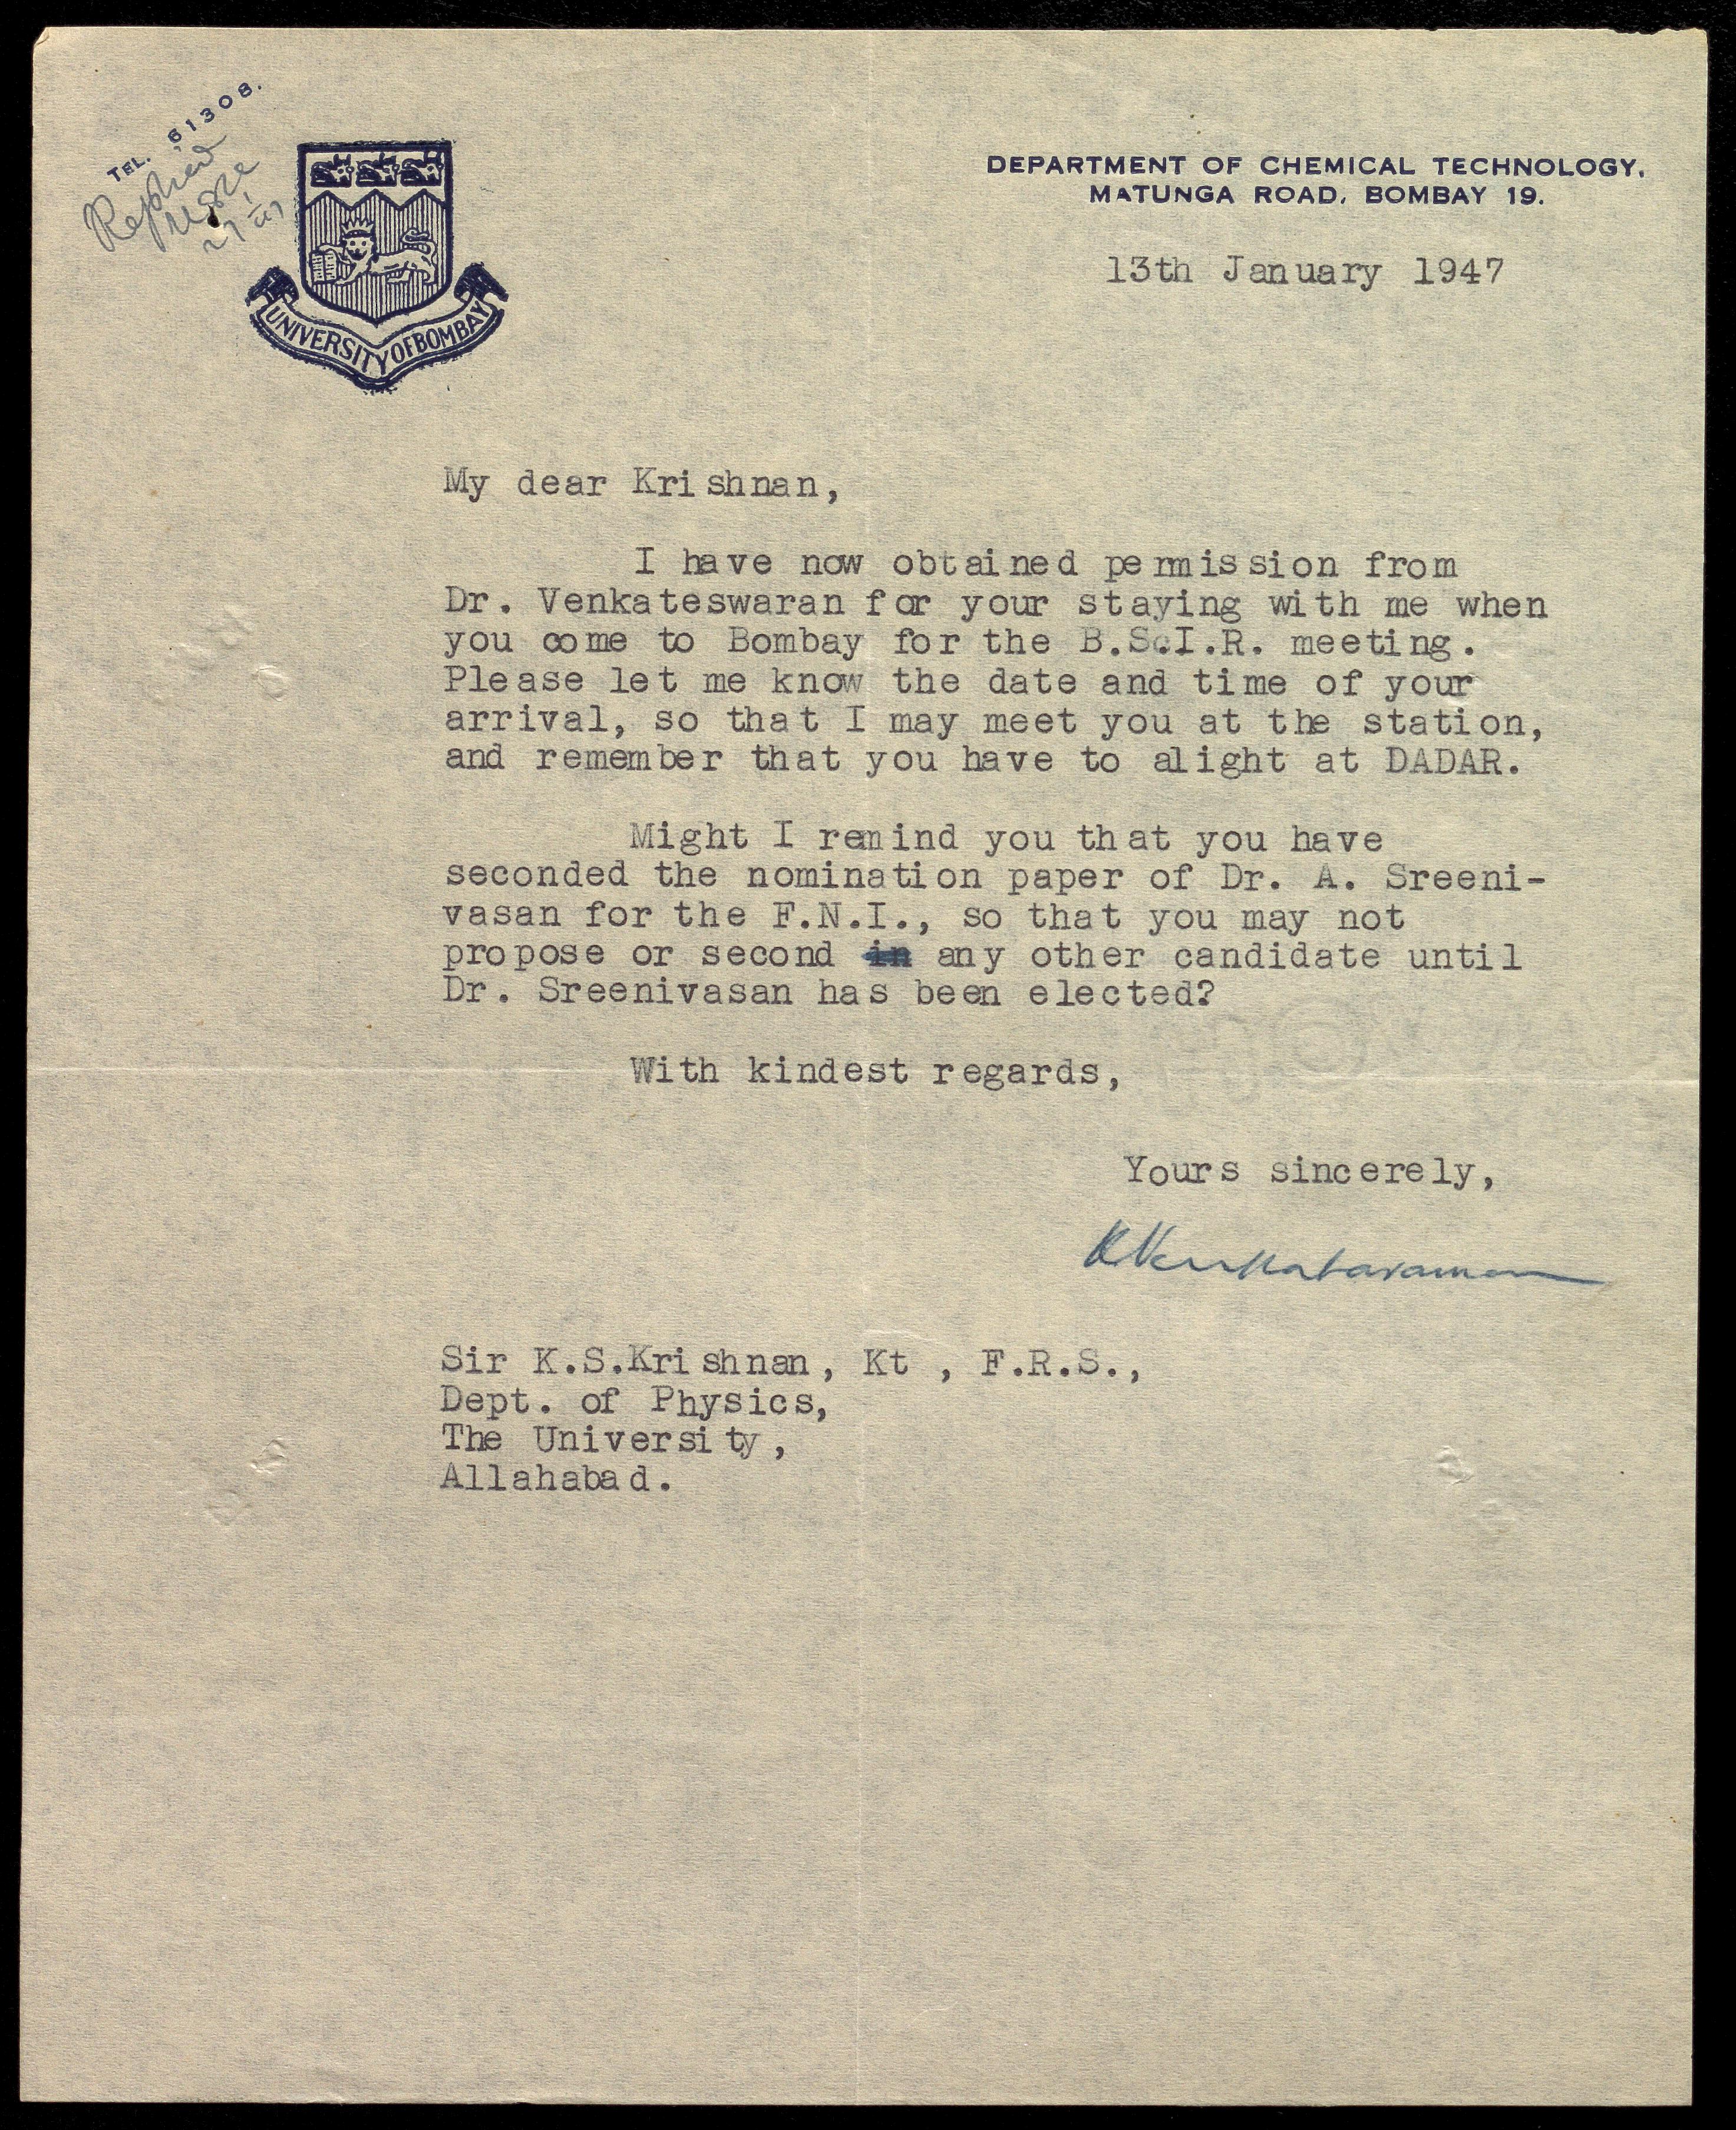 TEL. 61308.
Replied
27/1/47
UNIVERSITY OF BOMBAY
DEPARTMENT OF CHEMICAL TECHNOLOGY,
MATUNGA ROAD, BOMBAY 19.
13th January 1947
My dear Krishnan,
I have now obtained permission from
Dr. Venkateswaran for your staying with me when
you come to Bombay for the B.Sc.I.R. meeting.
Please let me know the date and time of your
arrival, so that I may meet you at the station,
and remember that you have to alight at DADAR.
Might I remind you that you have
seconded the nomination paper of Dr. A. Sreeni-
vasan for the F.N.I., so that you may not
propose or second in any other candidate until
Dr. Sreenivasan has been elected?
With kindest regards,
Yours sincerely,
K Venkataraman
Sir K.S.Krishnan, Kt , F.R.S.,
Dept. of Physics,
The University,
Allahabad.